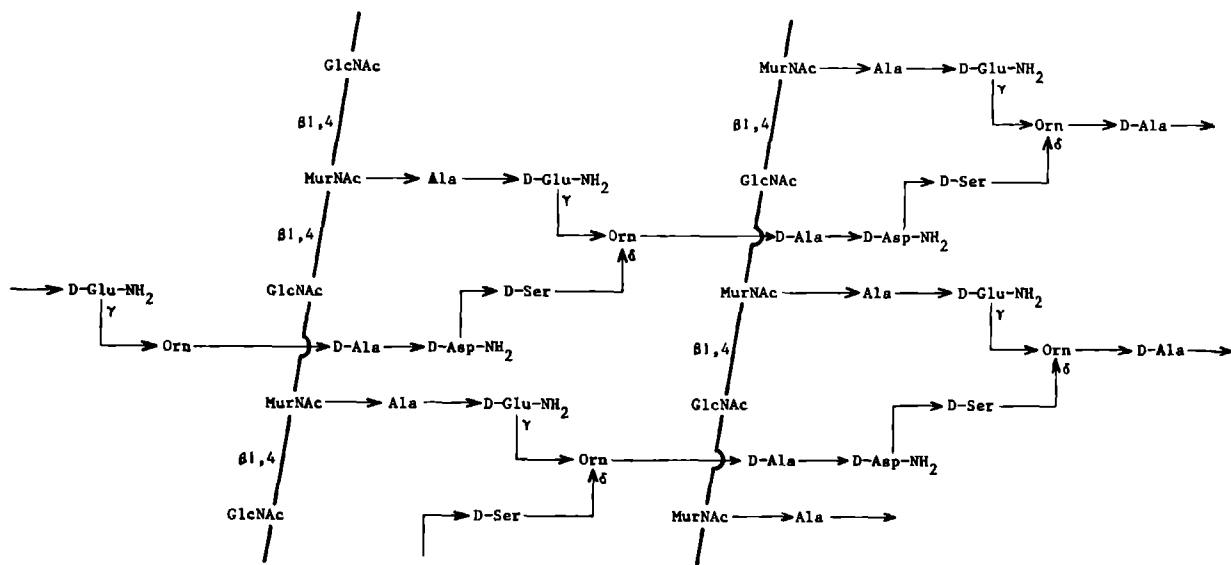 GlcNAc
MurNAc → Ala → D-Glu-NH2
γ
β1,4
β1,4
Orn → D-Ala →
δ
MurNAc → Ala → D-Glu-NH2
γ
GlcNAc
D-Ser
β1,4
Orn → D-Ala → D-Asp-NH2
δ
→ D-Glu-NH2
γ
GlcNAc
D-Ser
MurNAc → Ala → D-Glu-NH2
γ
Orn → D-Ala → D-Asp-NH2
β1,4
Orn → D-Ala →
δ
MurNAc → Ala → D-Glu-NH2
γ
GlcNAc
D-Ser
β1,4
Orn → D-Ala → D-Asp-NH2
δ
GlcNAc
D-Ser
MurNAc → Ala →